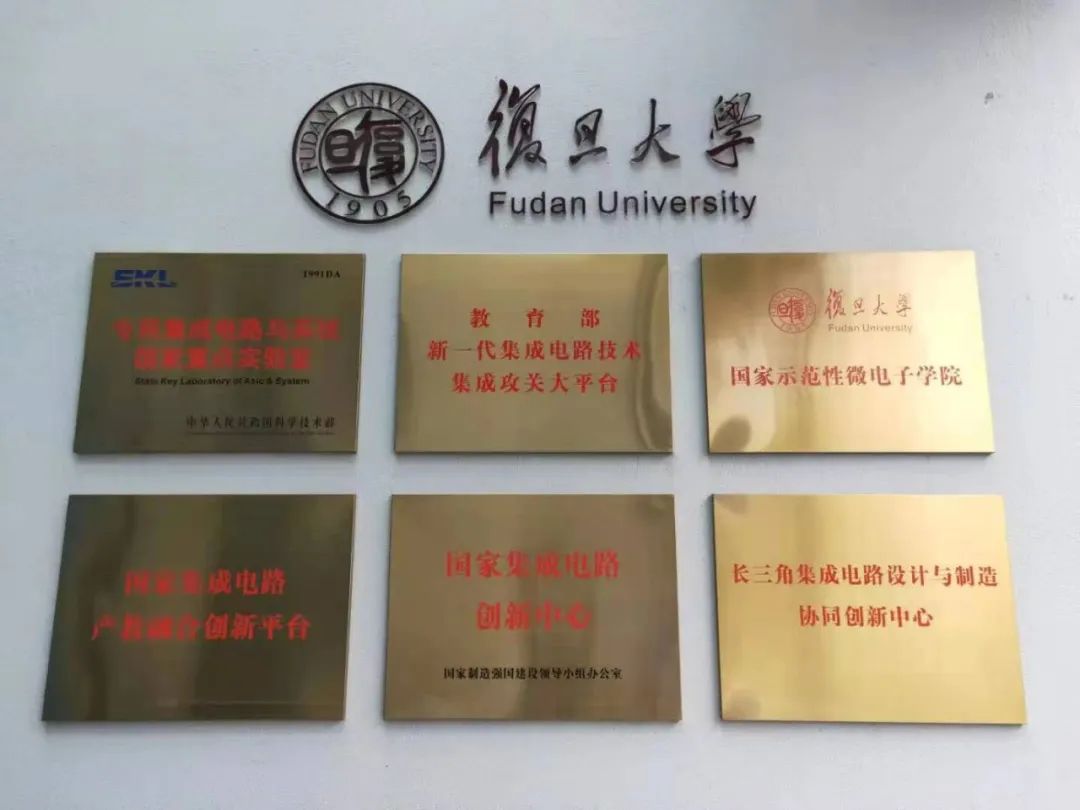 FUDAN UNIVERSITY
旦復
1905
復旦大學
Fudan University
SKL
1991DA
专用集成电路与系统
国家重点实验室
State Key Laboratory of Asic & System
中华人民共和国科学技术部
教育部
新一代集成电路技术
集成攻关大平台
復旦大學
Fudan University
国家示范性微电子学院
国家集成电路
产教融合创新平台
国家集成电路
创新中心
国家制造强国建设领导小组办公室
长三角集成电路设计与制造
协同创新中心